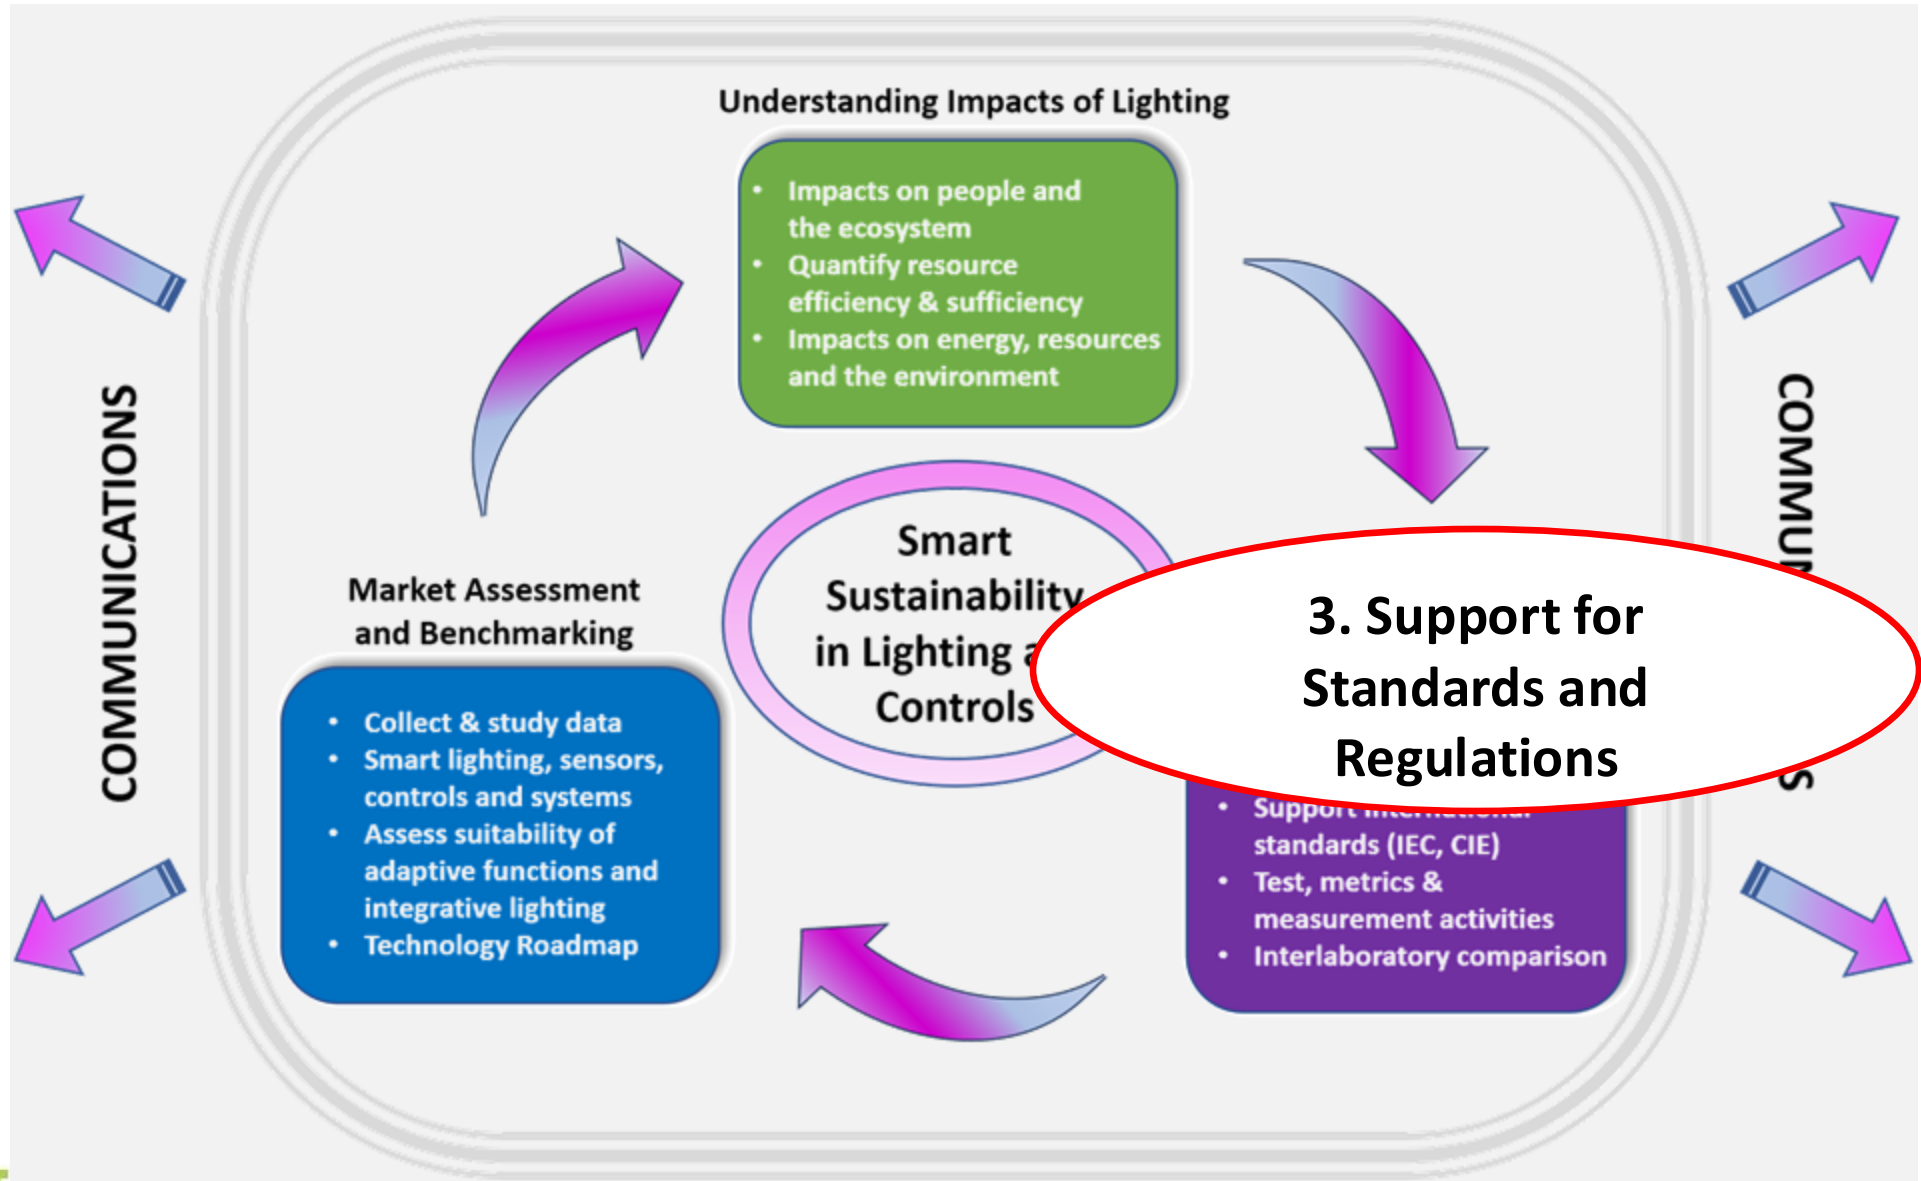 Understanding Impacts of Lighting
• Impacts on people and
the ecosystem
• Quantify resource
efficiency & sufficiency
• Impacts on energy, resources
and the environment
COMMUNICATIONS
Market Assessment
and Benchmarking
• Collect & study data
• Smart lighting, sensors,
controls and systems
• Assess suitability of
adaptive functions and
integrative lighting
• Technology Roadmap
Smart
Sustainability
in Lighting
Controls
3. Support for
Standards and
Regulations
• Support international
standards (IEC, CIE)
• Test, metrics &
measurement activities
• Interlaboratory comparison